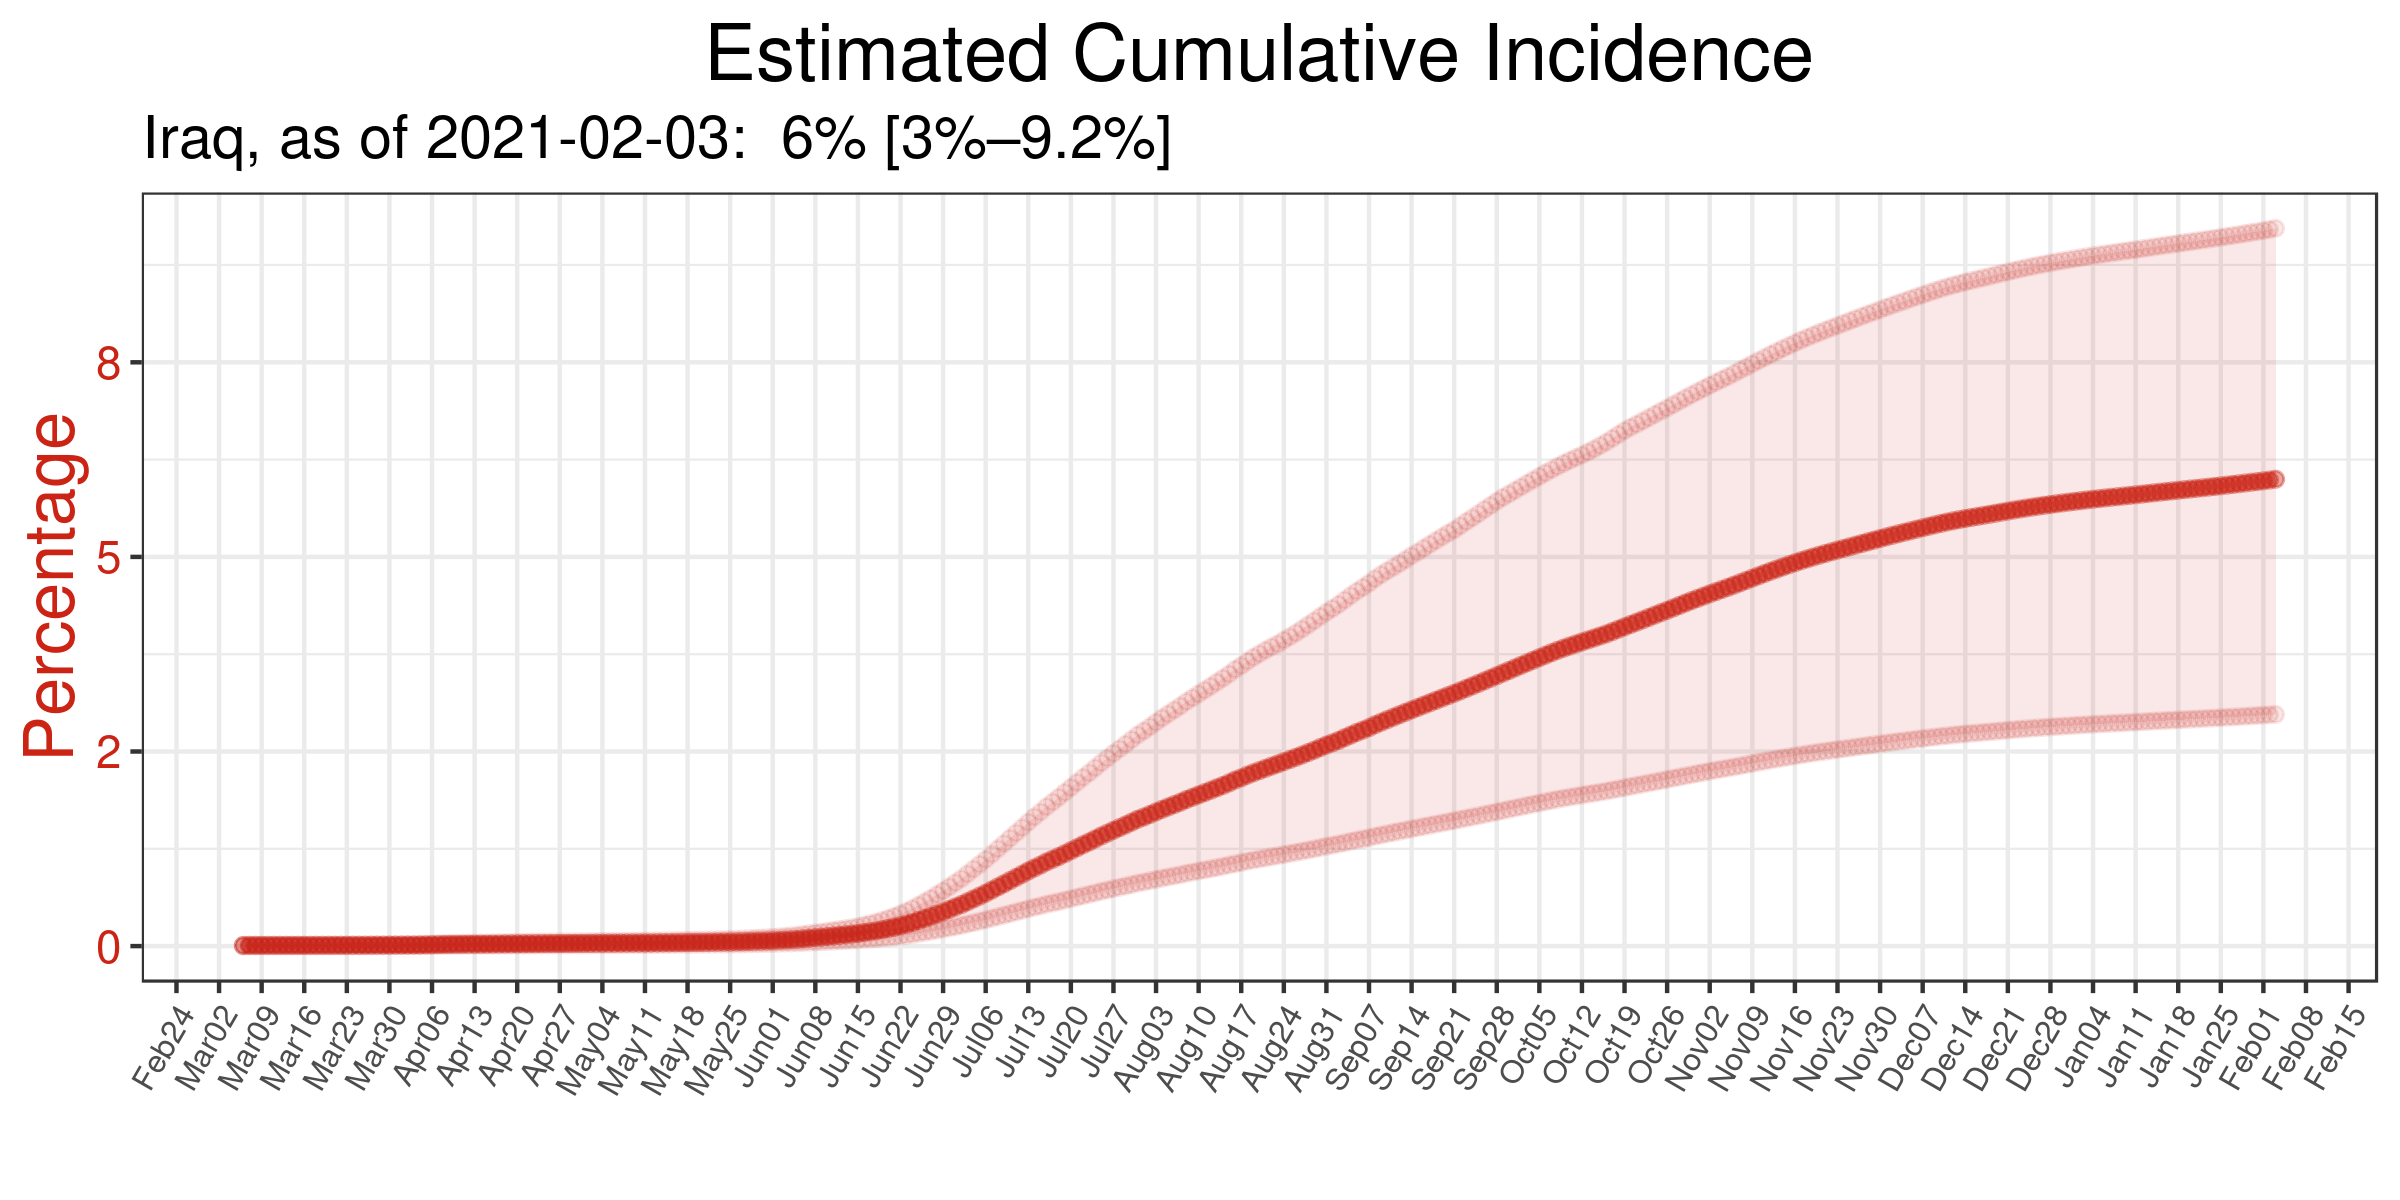 Estimated Cumulative Incidence
Iraq, as of 2021-02-03:  6% [3%–9.2%]
Percentage
8
5
2
0
Feb24
Mar02
Mar09
Mar16
Mar23
Mar30
Apr06
Apr13
Apr20
Apr27
May04
May11
May18
May25
Jun01
Jun08
Jun15
Jun22
Jun29
Jul06
Jul13
Jul20
Jul27
Aug03
Aug10
Aug17
Aug24
Aug31
Sep07
Sep14
Sep21
Sep28
Oct05
Oct12
Oct19
Oct26
Nov02
Nov09
Nov16
Nov23
Nov30
Dec07
Dec14
Dec21
Dec28
Jan04
Jan11
Jan18
Jan25
Feb01
Feb08
Feb15